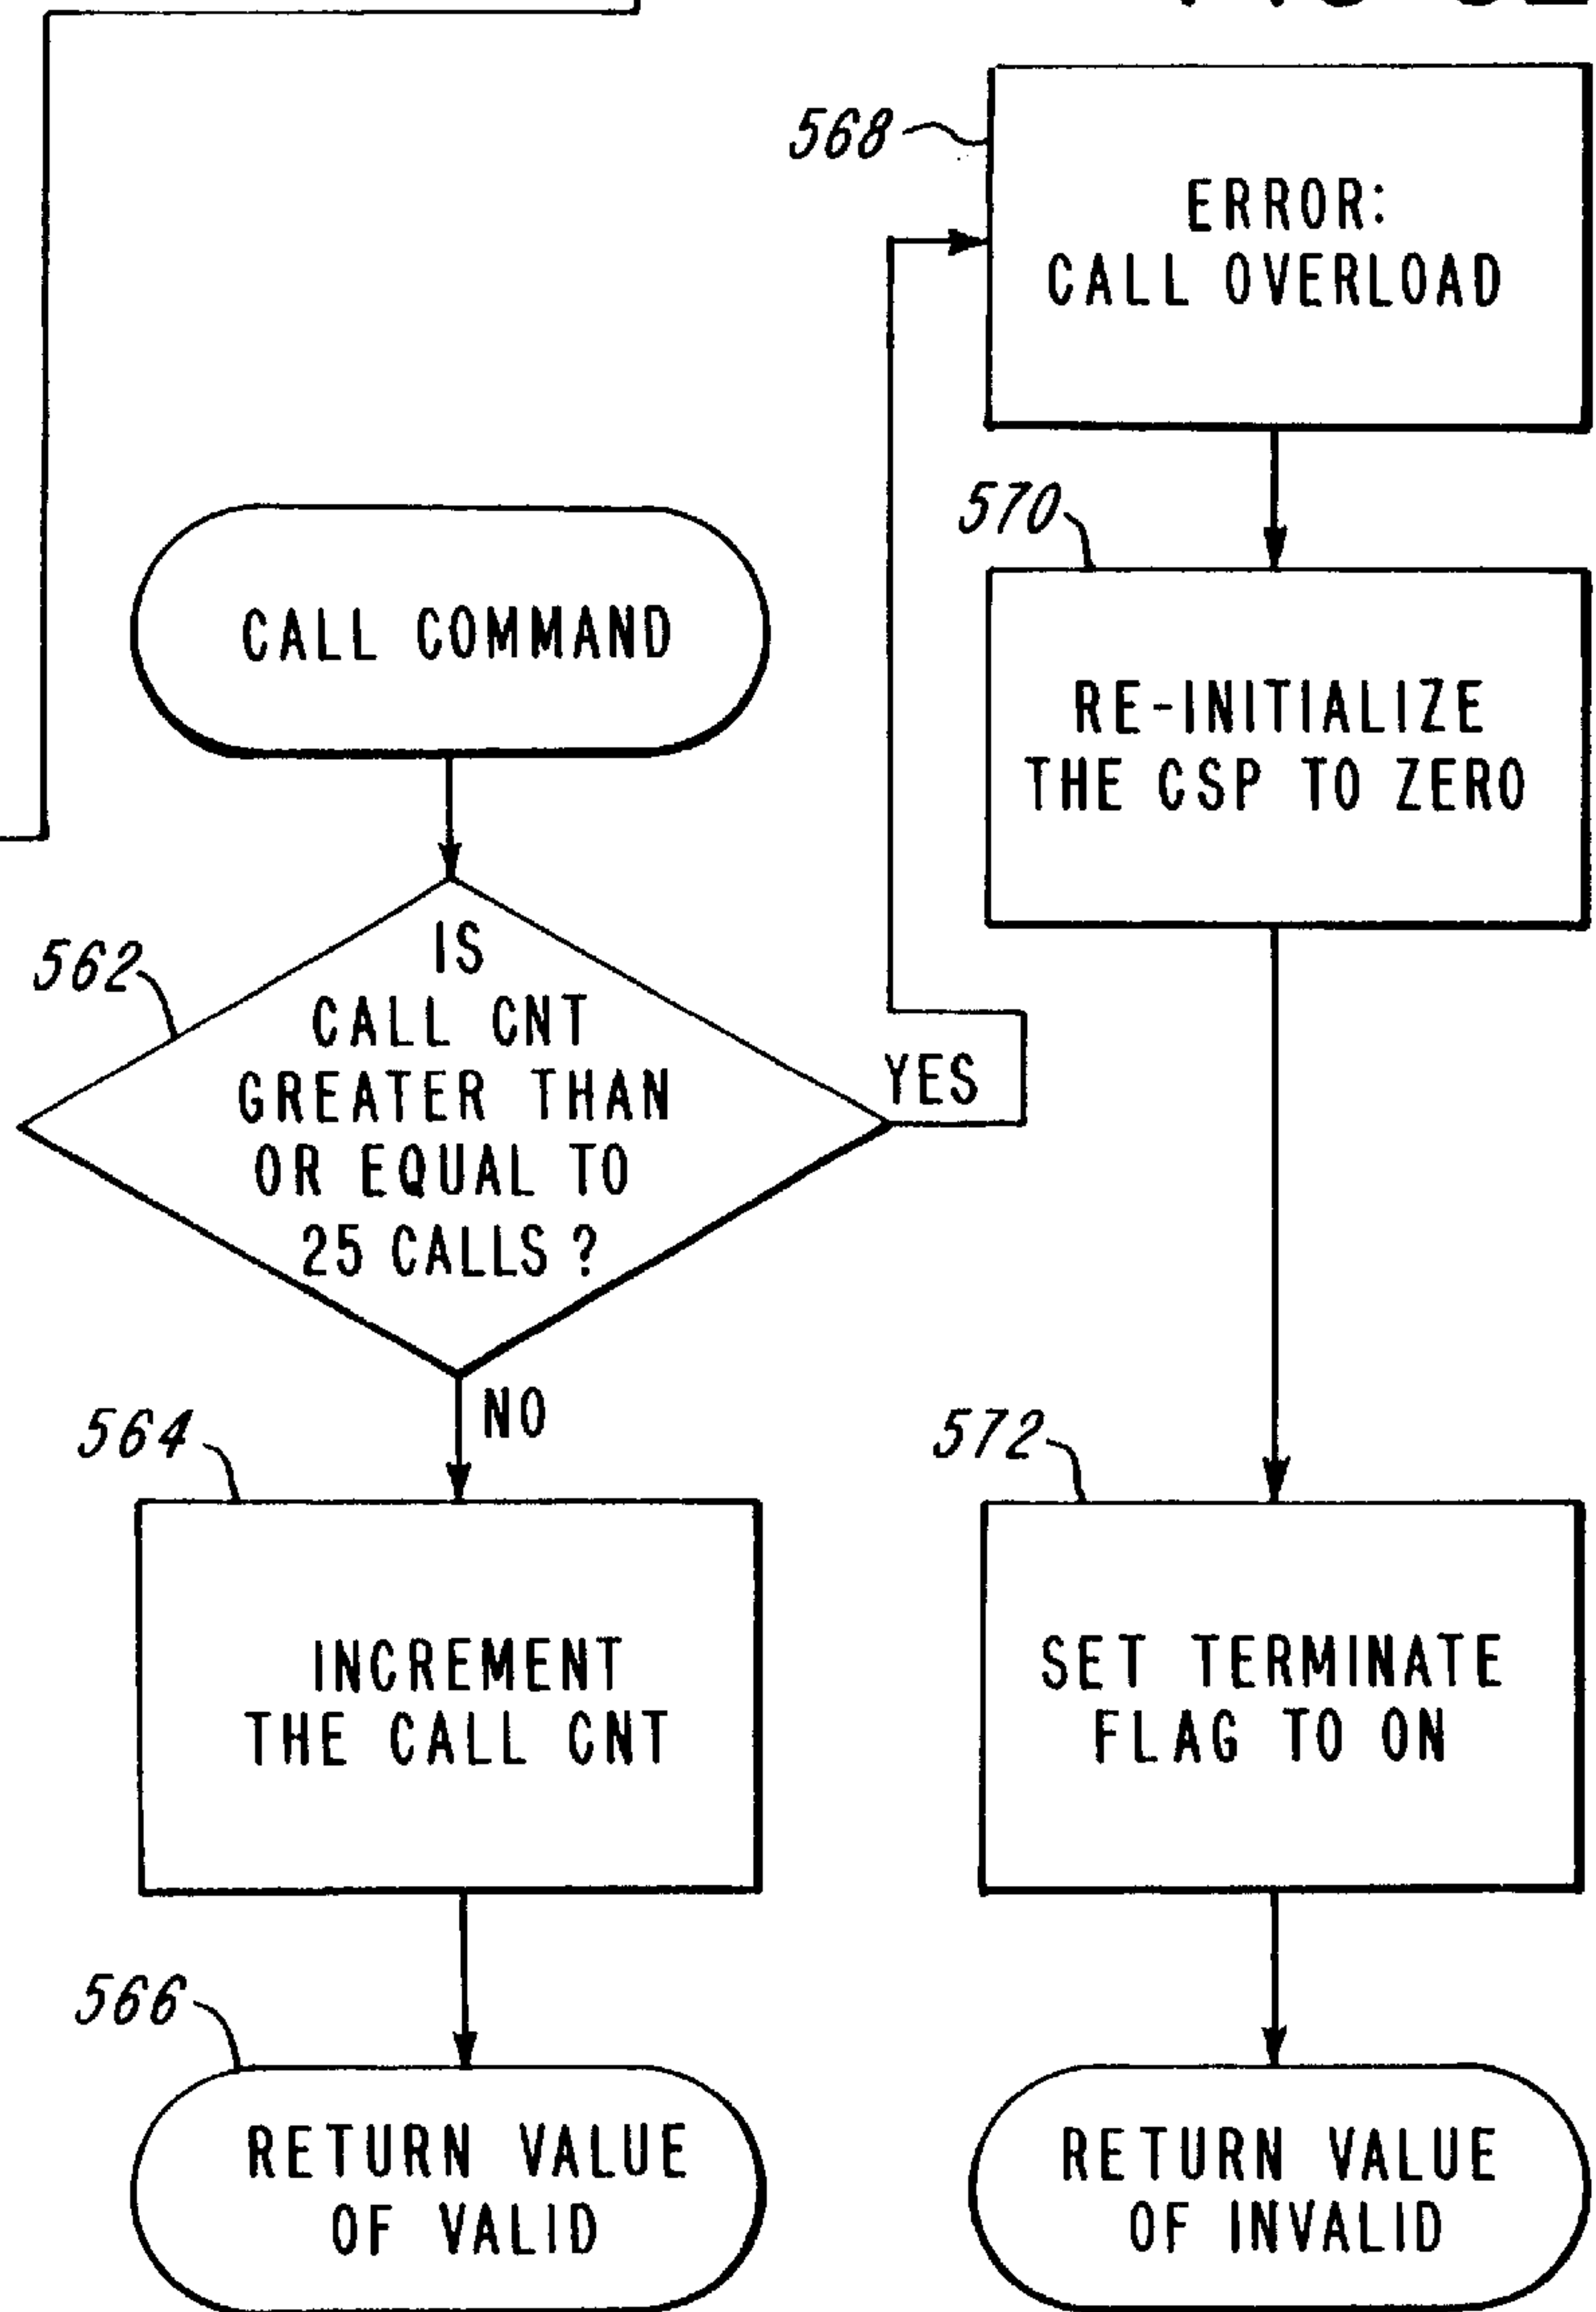 568
ERROR:
CALL OVERLOAD
570
RE-INITIALIZE
THE CSP TO ZERO
CALL COMMAND
562
IS
CALL CNT
GREATER THAN
OR EQUAL TO
25 CALLS ?
YES
NO
564
INCREMENT
THE CALL CNT
572
SET TERMINATE
FLAG TO ON
566
RETURN VALUE
OF VALID
RETURN VALUE
OF INVALID